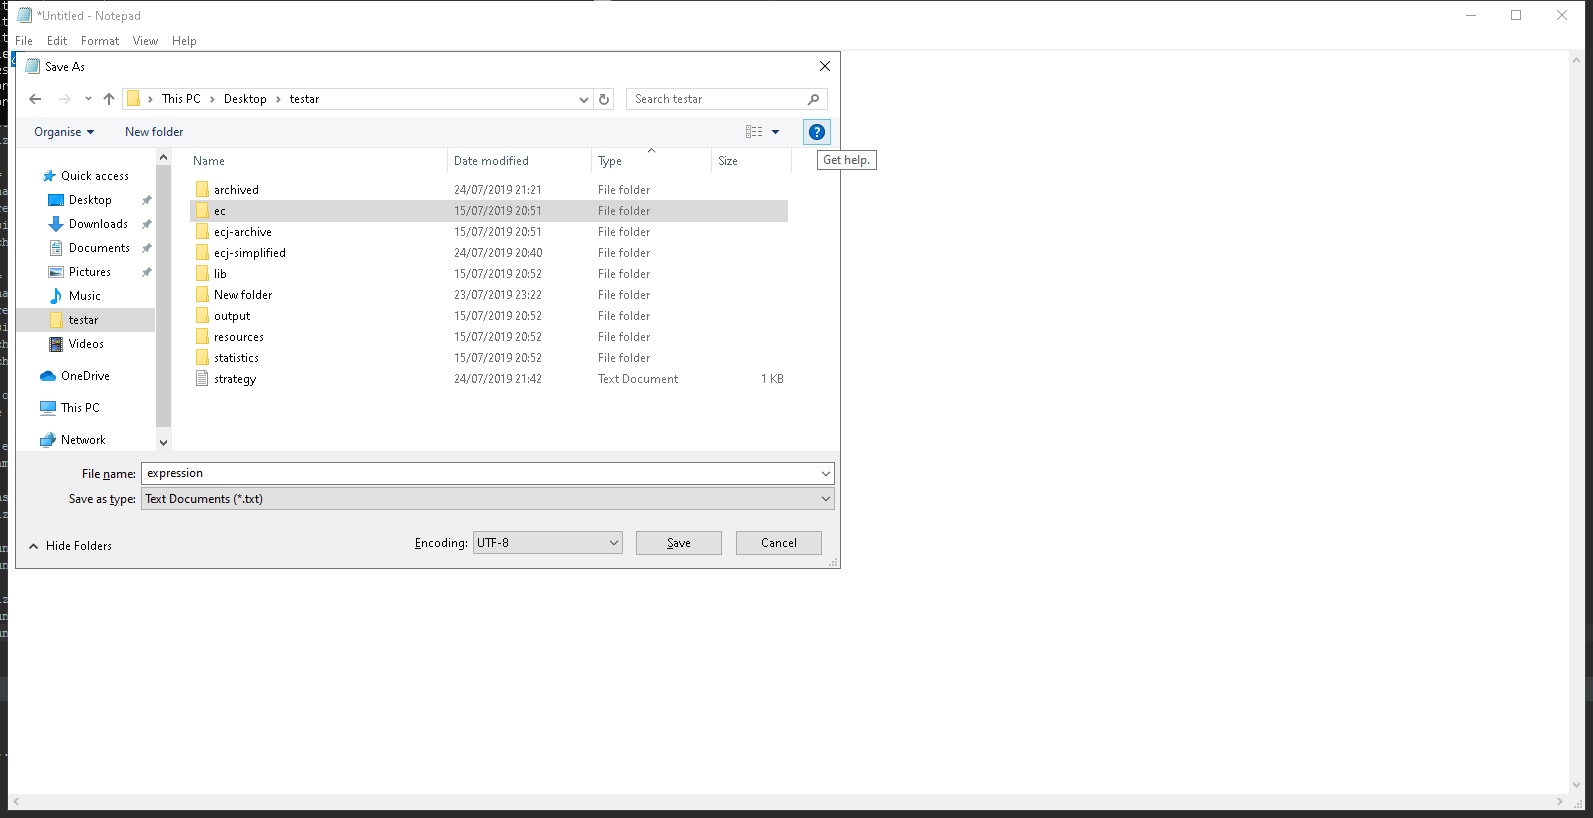 *Untitled - Notepad
File Edit Format View Help
Save As
This PC Desktop testar
Search testar
Organise New folder
Get help.
Name Date modified Type Size
Quick access
Desktop
Downloads
Documents
Pictures
Music
testar
Videos
OneDrive
This PC
Network
archived 24/07/2019 21:21 File folder
ec 15/07/2019 20:51 File folder
ecj-archive 15/07/2019 20:51 File folder
ecj-simplified 24/07/2019 20:40 File folder
lib 15/07/2019 20:52 File folder
New folder 23/07/2019 23:22 File folder
output 15/07/2019 20:52 File folder
resources 15/07/2019 20:52 File folder
statistics 15/07/2019 20:52 File folder
strategy 24/07/2019 21:42 Text Document 1 KB
File name: expression
Save as type: Text Documents (*.txt)
Hide Folders
Encoding: UTF-8 Save Cancel